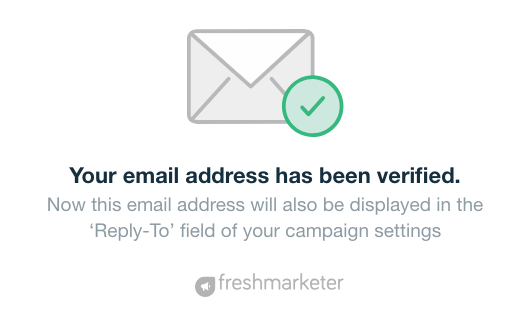 Your email address has been verified.
Now this email address will also be displayed in the
‘Reply-To’ field of your campaign settings
freshmarketer